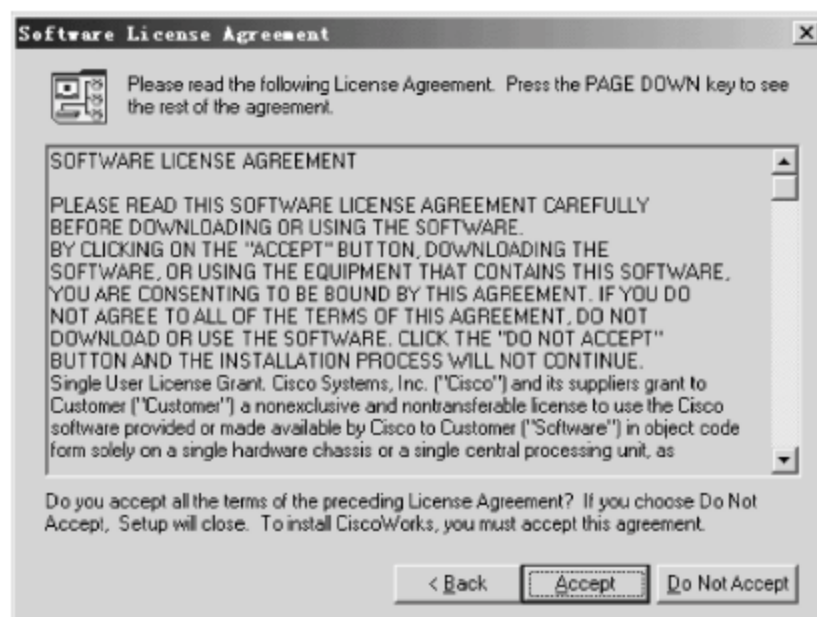 Software License Agreement
Please read the following License Agreement. Press the PAGE DOWN key to see
the rest of the agreement.
SOFTWARE LICENSE AGREEMENT
PLEASE READ THIS SOFTWARE LICENSE AGREEMENT CAREFULLY
BEFORE DOWNLOADING OR USING THE SOFTWARE.
BY CLICKING ON THE "ACCEPT" BUTTON, DOWNLOADING THE
SOFTWARE, OR USING THE EQUIPMENT THAT CONTAINS THIS SOFTWARE,
YOU ARE CONSENTING TO BE BOUND BY THIS AGREEMENT. IF YOU DO
NOT AGREE TO ALL OF THE TERMS OF THIS AGREEMENT, DO NOT
DOWNLOAD OR USE THE SOFTWARE. CLICK THE "DO NOT ACCEPT"
BUTTON AND THE INSTALLATION PROCESS WILL NOT CONTINUE.
Single User License Grant. Cisco Systems, Inc. ("Cisco") and its suppliers grant to
Customer ("Customer") a nonexclusive and nontransferable license to use the Cisco
software provided or made available by Cisco to Customer ("Software") in object code
form solely on a single hardware chassis or a single central processing unit, as
Do you accept all the terms of the preceding License Agreement? If you choose Do Not
Accept, Setup will close. To install CiscoWorks, you must accept this agreement.
< Back Accept Do Not Accept